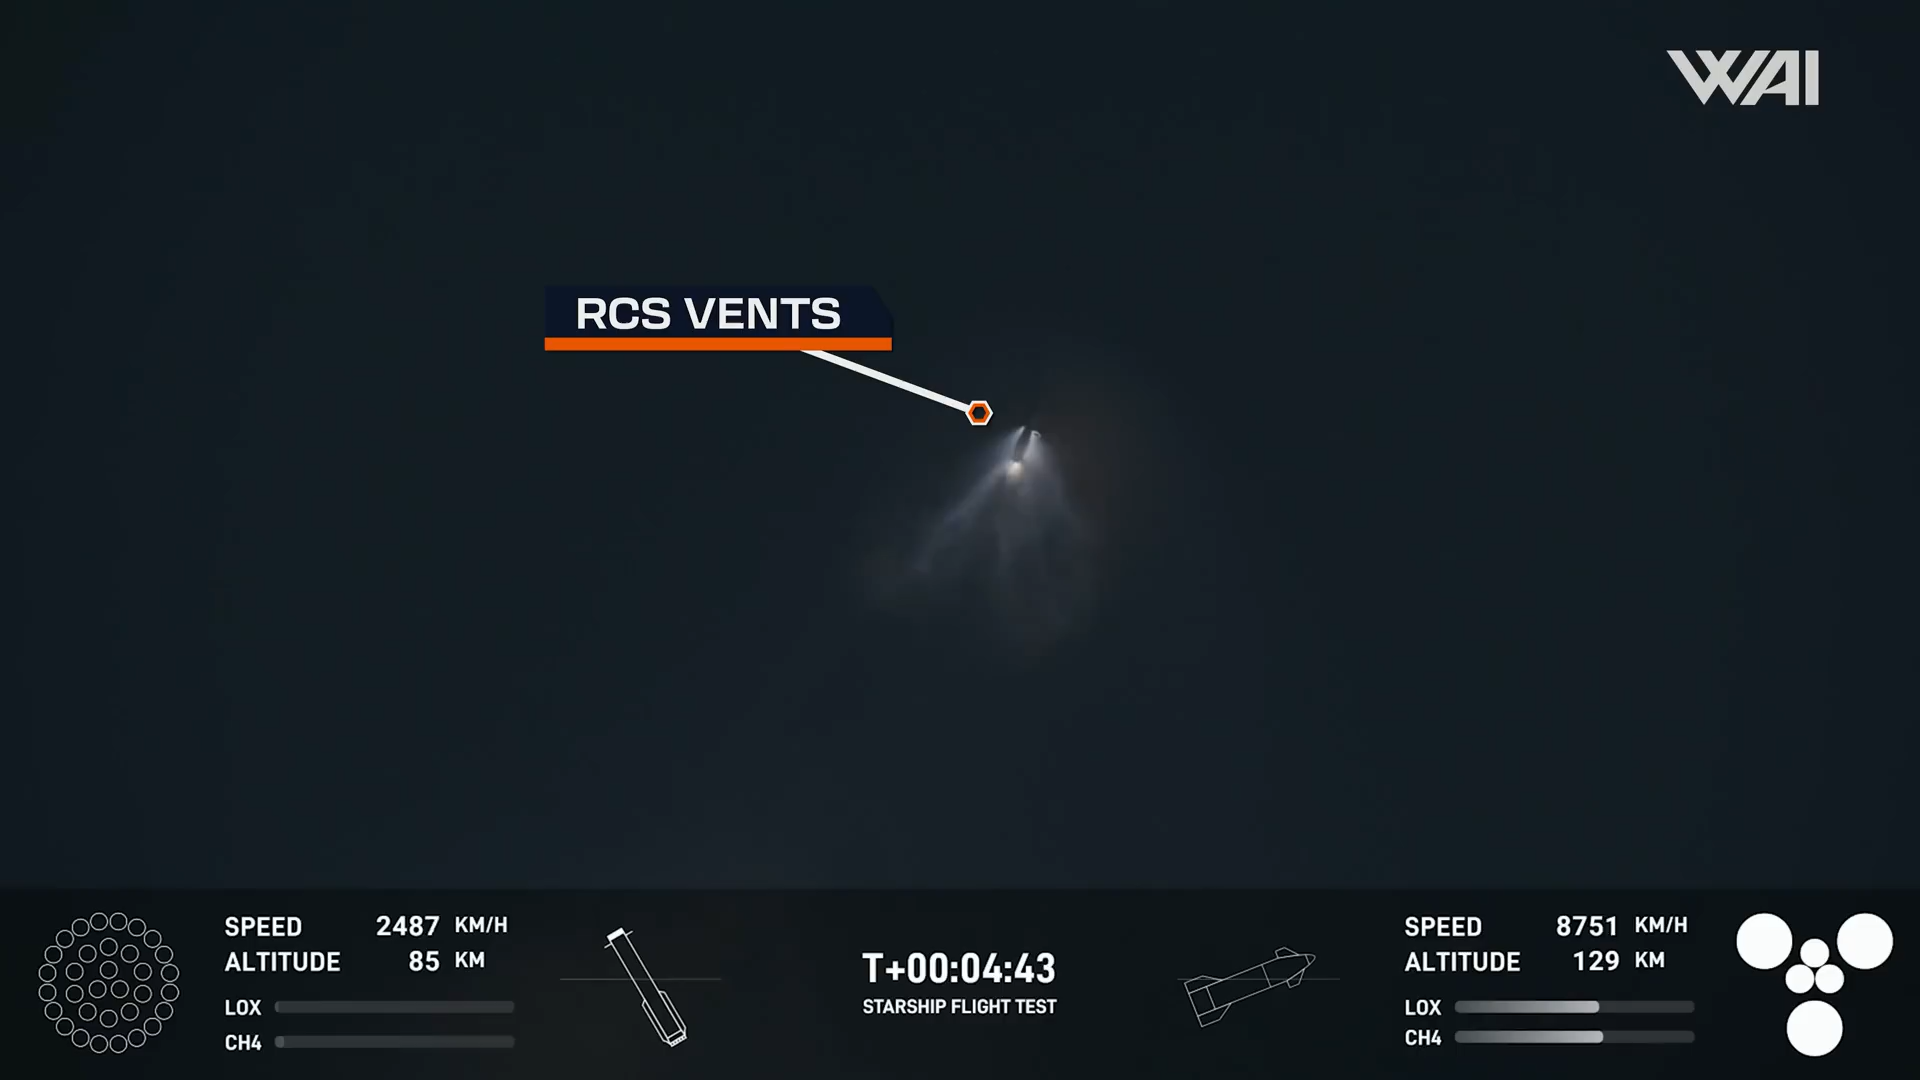 WAI
RCS VENTS
SPEED 2487 KM/H
ALTITUDE 85 KM
LOX
CH4
T+00:04:43
STARSHIP FLIGHT TEST
SPEED 8751 KM/H
ALTITUDE 129 KM
LOX
CH4